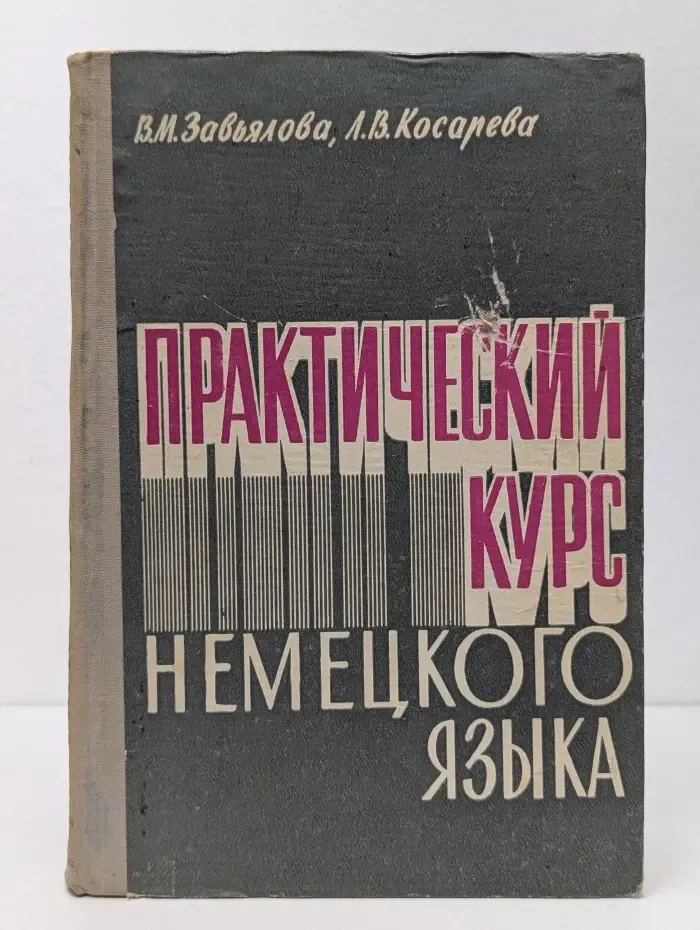 В.М.Завьялова, Л.В.Косарева
ПРАКТИЧЕСКИЙ
КУРС
НЕМЕЦКОГО
ЯЗЫКА